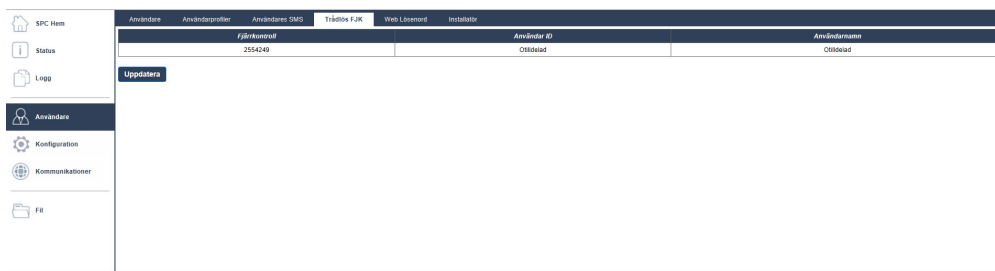 SPC Hem
Status
Logg
Användare
Konfiguration
Kommunikationer
Fil
Användare Användarprofiler Användares SMS Trådlös FJK Web Lösenord Installatör
Fjärrkontroll Användar ID Användarnamn
2554249 Otilldelad Otilldelad
Uppdatera